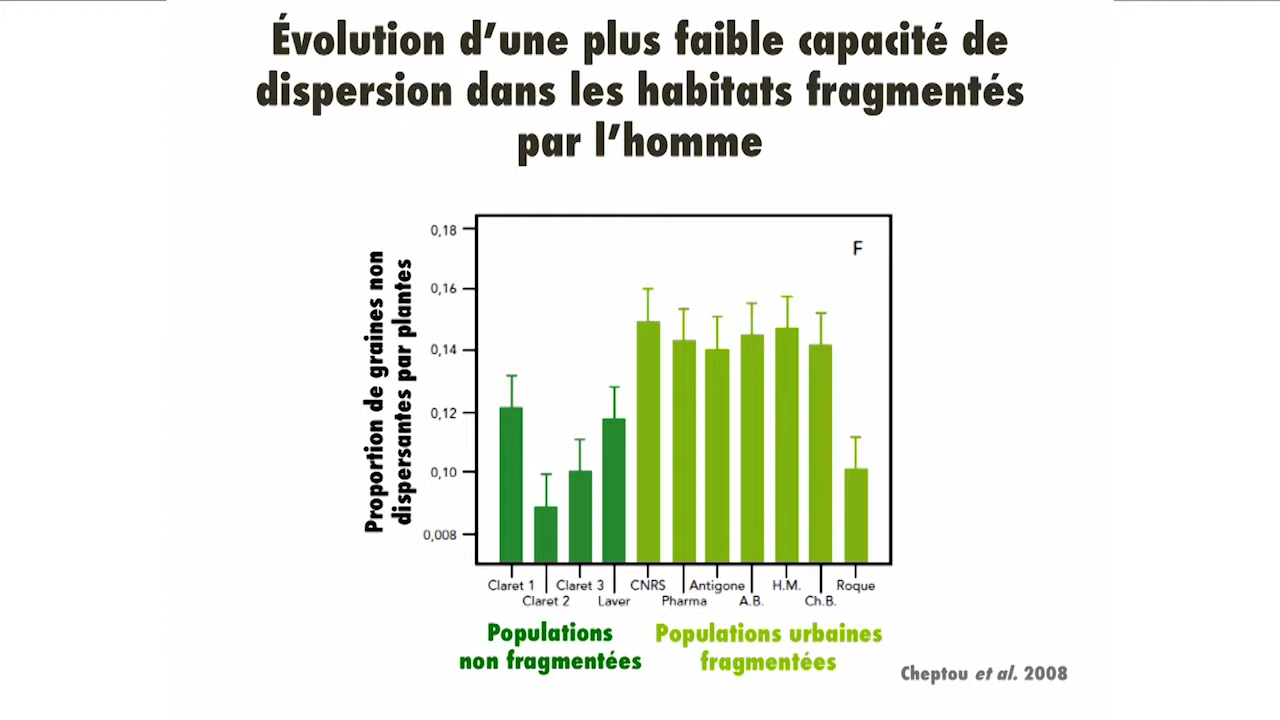 Évolution d'une plus faible capacité de
dispersion dans les habitats fragmentés
par l'homme
Proportion de graines non
dispersantes par plantes
0,18
0,16
0,14
0,12
0,10
0,008
F
Claret 1
Claret 2
Claret 3
Laver
CNRS
Pharma
Antigone
A.B.
H.M.
Ch.B.
Roque
Populations
non fragmentées
Populations urbaines
fragmentées
Cheptou et al. 2008